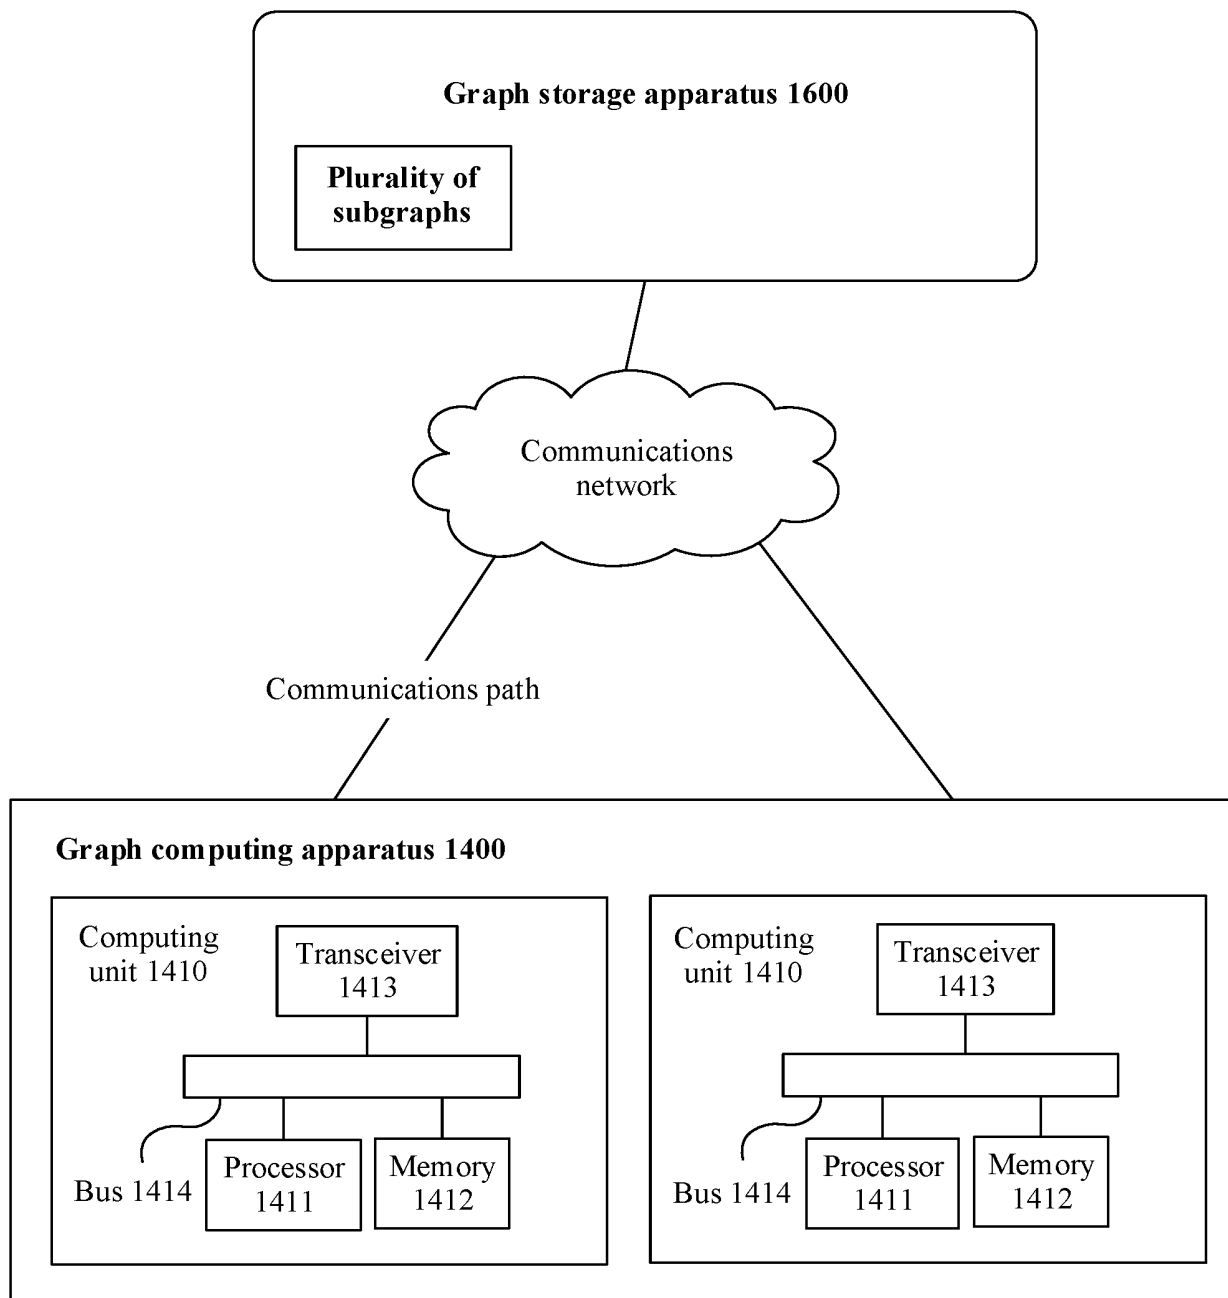 Graph storage apparatus 1600
Plurality of
subgraphs
Communications
network
Communications path
Graph computing apparatus 1400
Computing
unit 1410
Transceiver
1413
Bus 1414
Processor
1411
Memory
1412
Computing
unit 1410
Transceiver
1413
Bus 1414
Processor
1411
Memory
1412